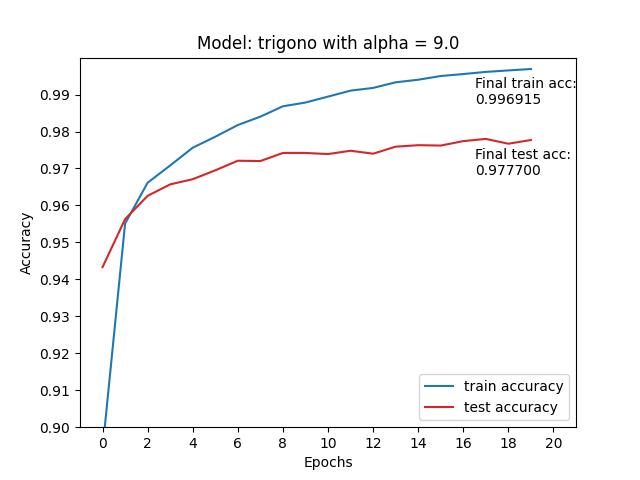 Model: trigono with alpha = 9.0
Final train acc:
0.996915
Final test acc:
0.977700
Accuracy
0.99
0.98
0.97
0.96
0.95
0.94
0.93
0.92
0.91
0.90
train accuracy
test accuracy
0 2 4 6 8 10 12 14 16 18 20
Epochs